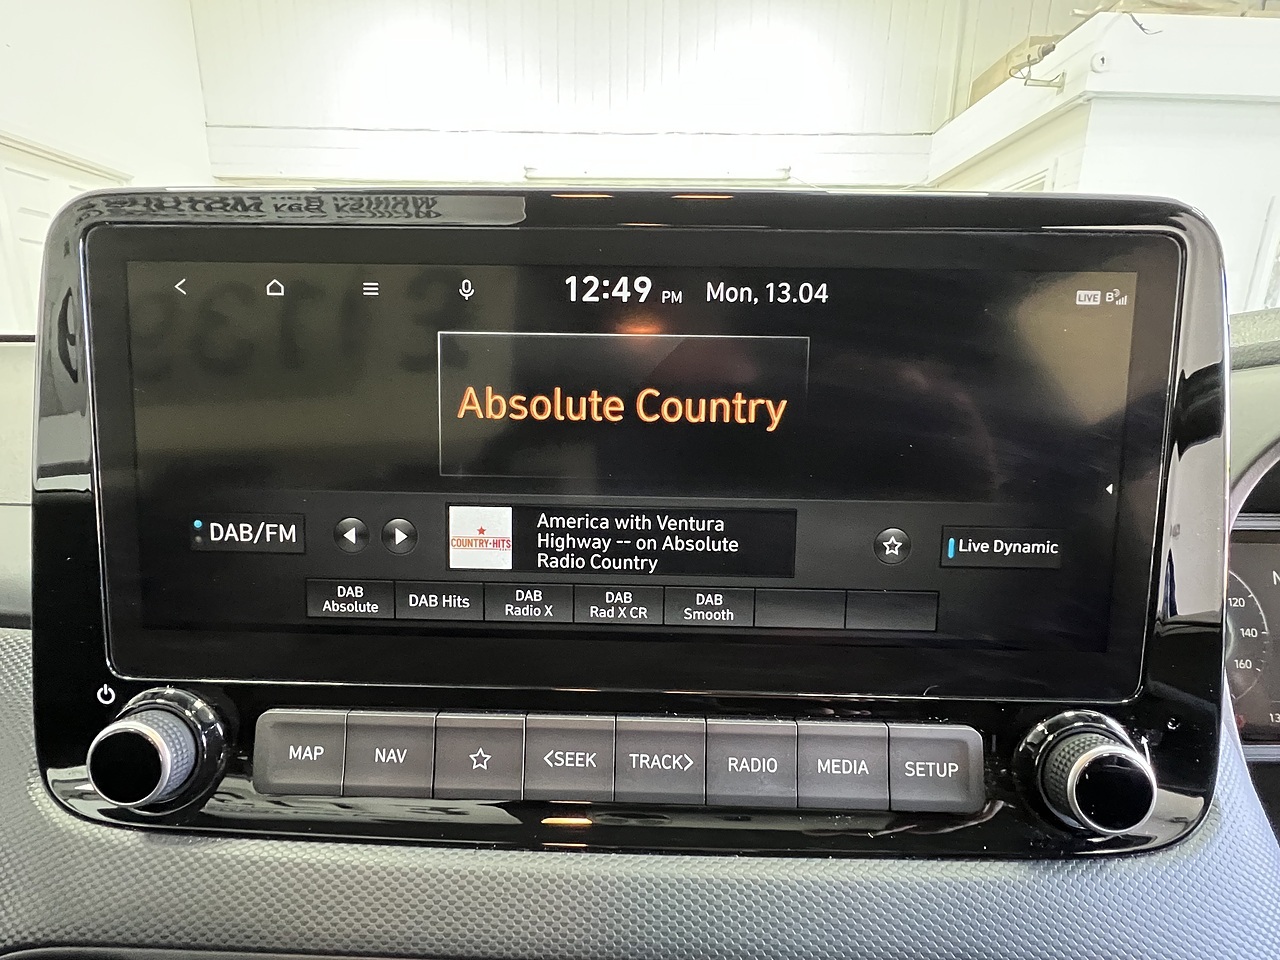 12:49 PM Mon, 13.04
LIVE B
Absolute Country
DAB/FM
COUNTRY★HITS
America with Ventura
Highway -- on Absolute
Radio Country
Live Dynamic
DAB
Absolute
DAB Hits
DAB
Radio X
DAB
Rad X CR
DAB
Smooth
MAP
NAV
<SEEK
TRACK>
RADIO
MEDIA
SETUP
120
140
160
1